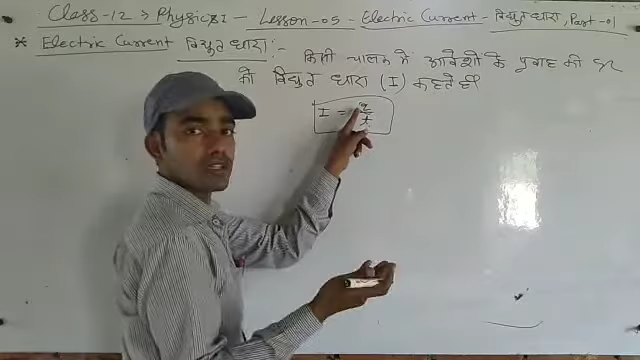 Class-12 > Physics I - Lesson-05 - Electric Current - विद्युत धारा, Part-01
* Electric Current विद्युत धारा :- किसी चालक में आवेशों के प्रवाह की दर
को विद्युत धारा (I) कहते हैं
I = q/t